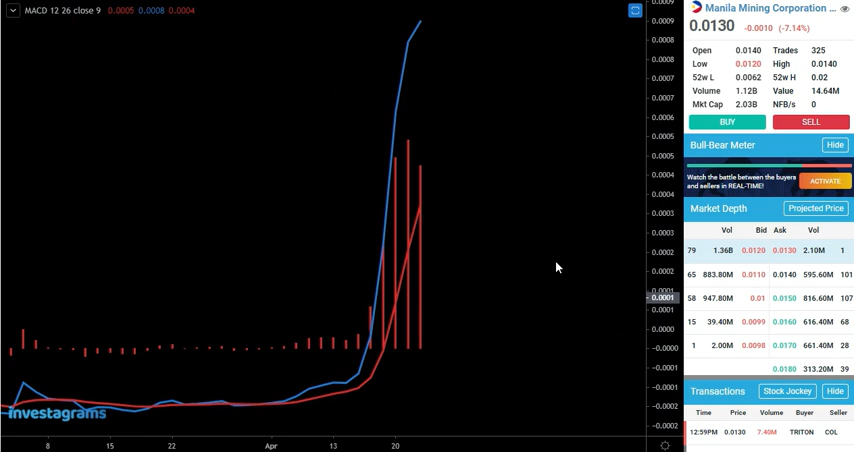 MACD 12 26 close 9 0.0005 0.0008 0.0004
0.0009
0.0009
0.0008
0.0008
0.0007
0.0007
0.0006
0.0006
0.0005
0.0005
0.0004
0.0004
0.0003
0.0003
0.0002
0.0002
0.0001
0.0001
0.0001
0.0000
-0.0000
-0.0001
-0.0001
-0.0002
-0.0002
investagrams
8 15 22 Apr 13 20
Manila Mining Corporation ...
0.0130 -0.0010 (-7.14%)
Open 0.0140 Trades 325
Low 0.0120 High 0.0140
52w L 0.0062 52w H 0.02
Volume 1.12B Value 14.64M
Mkt Cap 2.03B NFB/s 0
BUY SELL
Bull-Bear Meter Hide
Watch the battle between the buyers
and sellers in REAL-TIME! ACTIVATE
Market Depth Projected Price
Vol Bid Ask Vol
79 1.36B 0.0120 0.0130 2.10M 1
65 883.80M 0.0110 0.0140 595.60M 101
58 947.80M 0.01 0.0150 816.60M 107
15 39.40M 0.0099 0.0160 616.40M 68
1 2.00M 0.0098 0.0170 661.40M 28
0.0180 313.20M 39
Transactions Stock Jockey Hide
Time Price Volume Buyer Seller
12:59PM 0.0130 7.40M TRITON COL